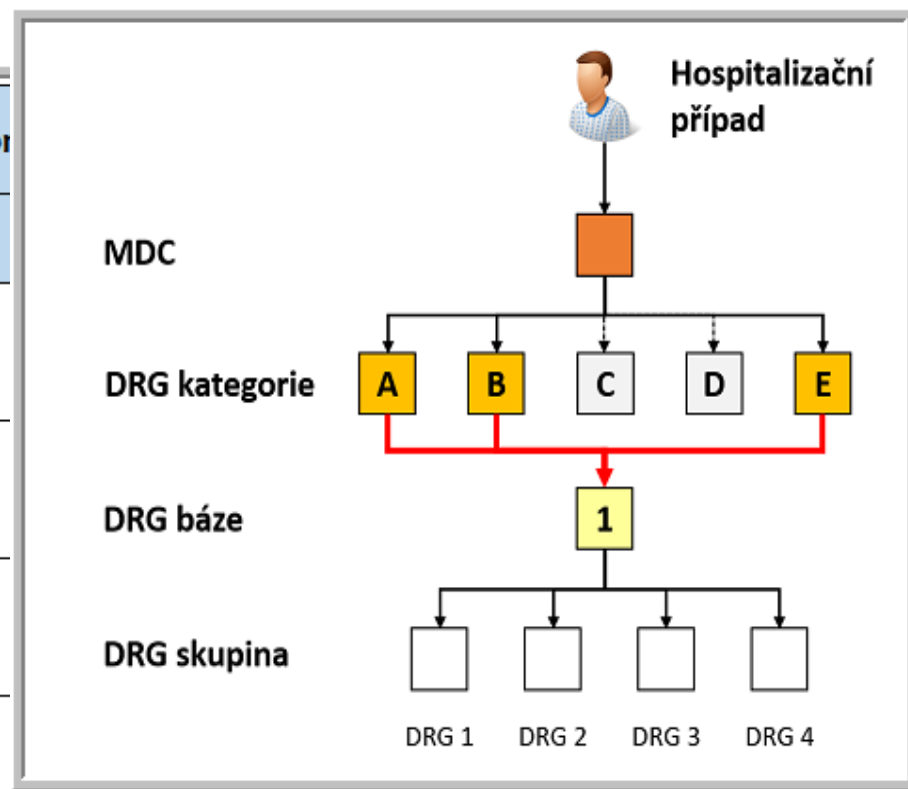 Hospitalizační
případ
MDC
DRG kategorie
A B C D E
DRG báze
1
DRG skupina
DRG 1 DRG 2 DRG 3 DRG 4